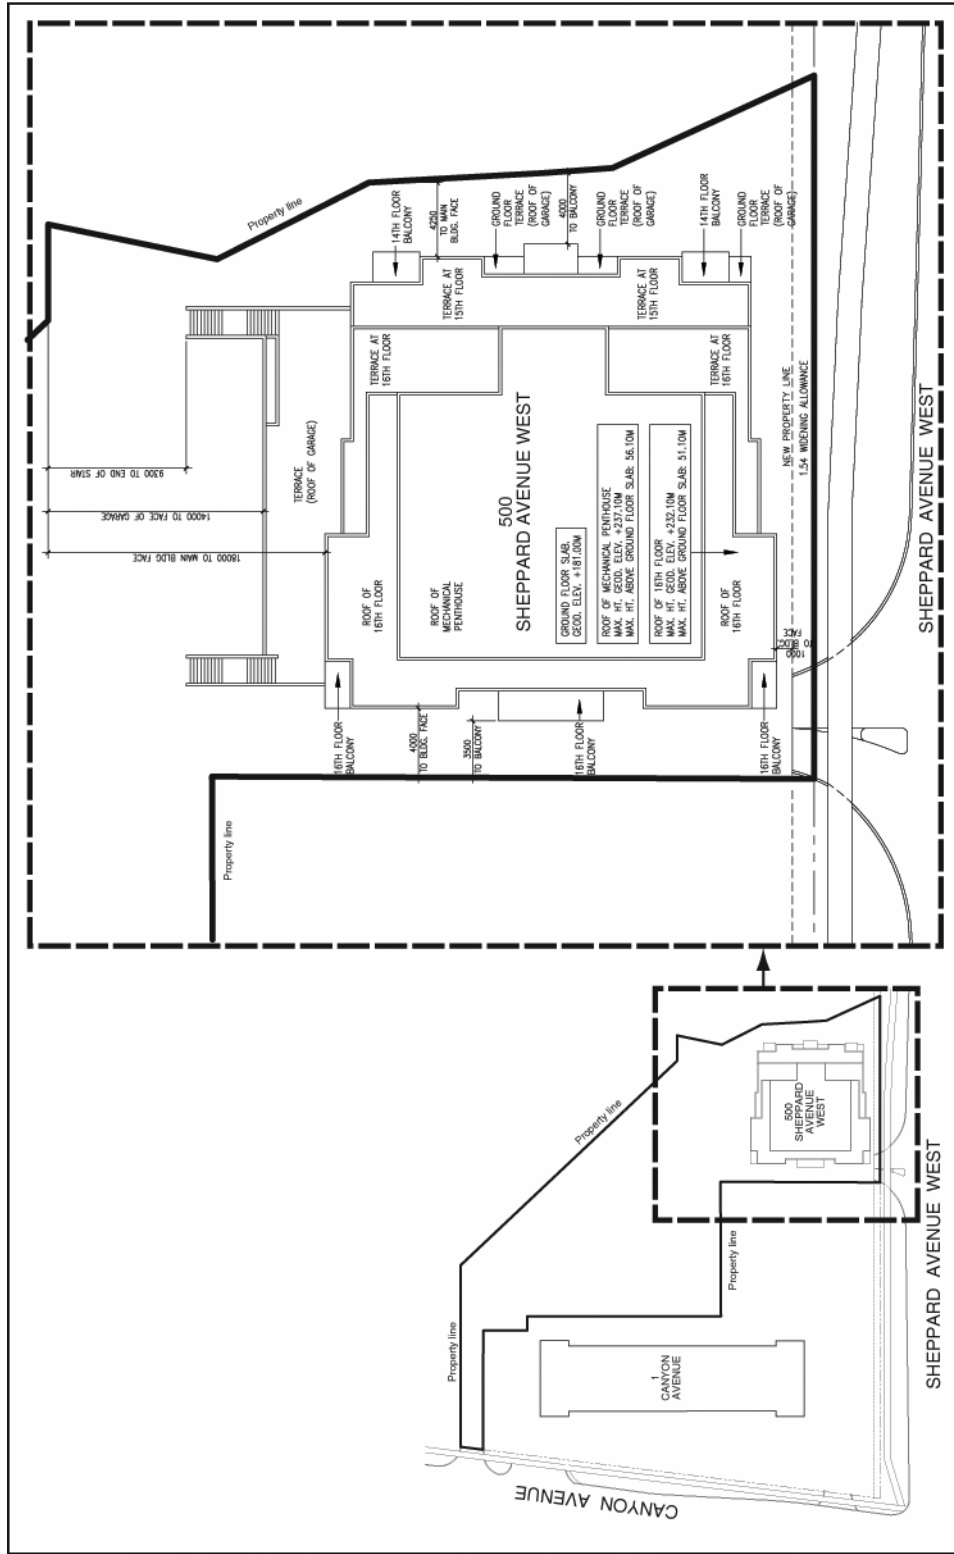 Property line
14TH FLOOR
BALCONY
4250
TO MAIN
BLDG. FACE
GROUND
FLOOR
TERRACE
(ROOF OF
GARAGE)
4000
TO BALCONY
GROUND
FLOOR
TERRACE
(ROOF OF
GARAGE)
14TH FLOOR
BALCONY
GROUND
FLOOR
TERRACE
(ROOF OF
GARAGE)
TERRACE AT
15TH FLOOR
TERRACE AT
15TH FLOOR
TERRACE AT
16TH FLOOR
TERRACE AT
16TH FLOOR
9300 TO END OF STAIR
14000 TO FACE OF GARAGE
18000 TO MAIN BLDG FACE
TERRACE
(ROOF OF GARAGE)
500
SHEPPARD AVENUE WEST
NEW PROPERTY LINE
1.54 WIDENING ALLOWANCE
SHEPPARD AVENUE WEST
GROUND FLOOR SLAB.
GEOD. ELEV. +181.00M
ROOF OF MECHANICAL PENTHOUSE
MAX. HT. GEOD. ELEV. +237.10M
MAX. HT. ABOVE GROUND FLOOR SLAB: 56.10M
ROOF OF 16TH FLOOR
MAX. HT. GEOD. ELEV. +232.10M
MAX. HT. ABOVE GROUND FLOOR SLAB: 51.10M
ROOF OF
16TH FLOOR
ROOF OF
MECHANICAL
PENTHOUSE
ROOF OF
16TH FLOOR
1000
TO BLDG.
FACE
16TH FLOOR
BALCONY
4000
TO BLDG. FACE
3500
TO BALCONY
16TH FLOOR
BALCONY
16TH FLOOR
BALCONY
Property line
Property line
500
SHEPPARD
AVENUE
WEST
Property line
Property line
1
CANYON
AVENUE
CANYON AVENUE
SHEPPARD AVENUE WEST